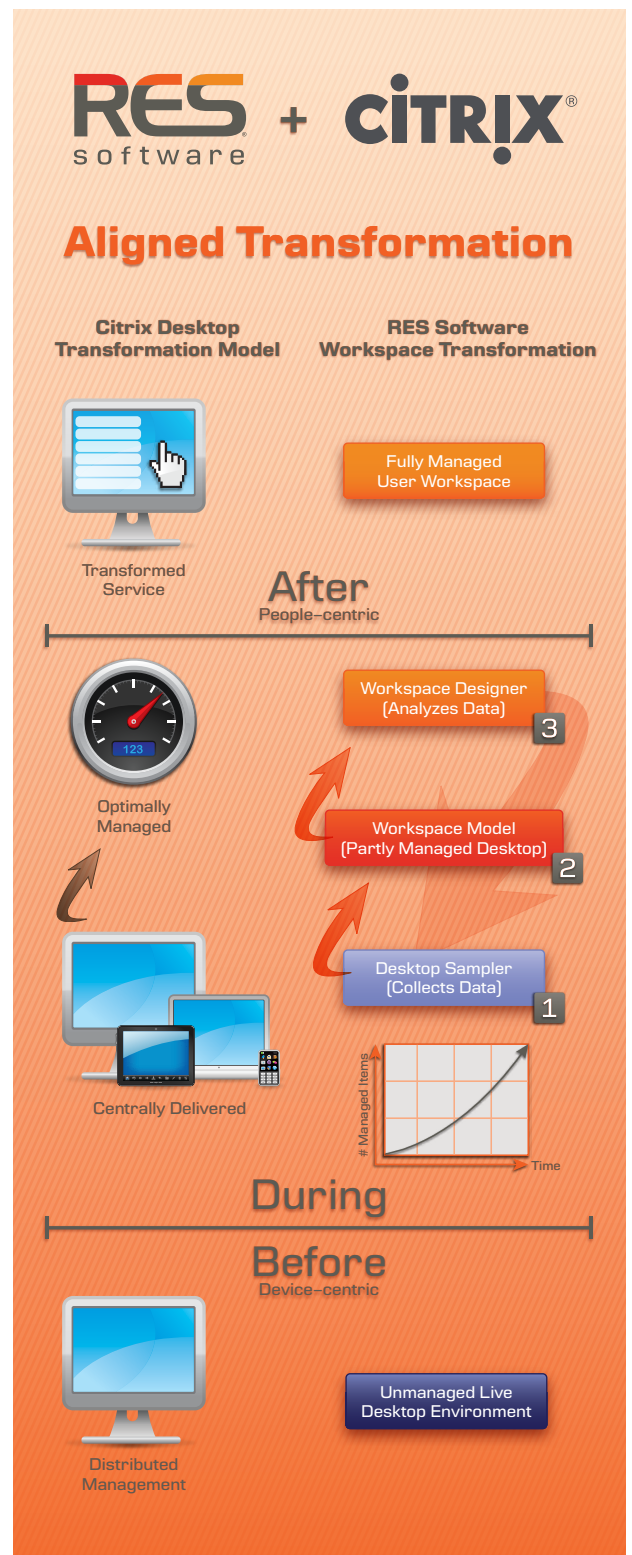 RES
software
+
CİTRIX®
Aligned Transformation
Citrix Desktop
Transformation Model
RES Software
Workspace Transformation
Fully Managed
User Workspace
Transformed
Service
After
People-centric
Workspace Designer
(Analyzes Data)
3
123
Optimally
Managed
Workspace Model
(Partly Managed Desktop)
2
Desktop Sampler
(Collects Data)
1
Centrally Delivered
# Managed Items
Time
During
Before
Device-centric
Unmanaged Live
Desktop Environment
Distributed
Management